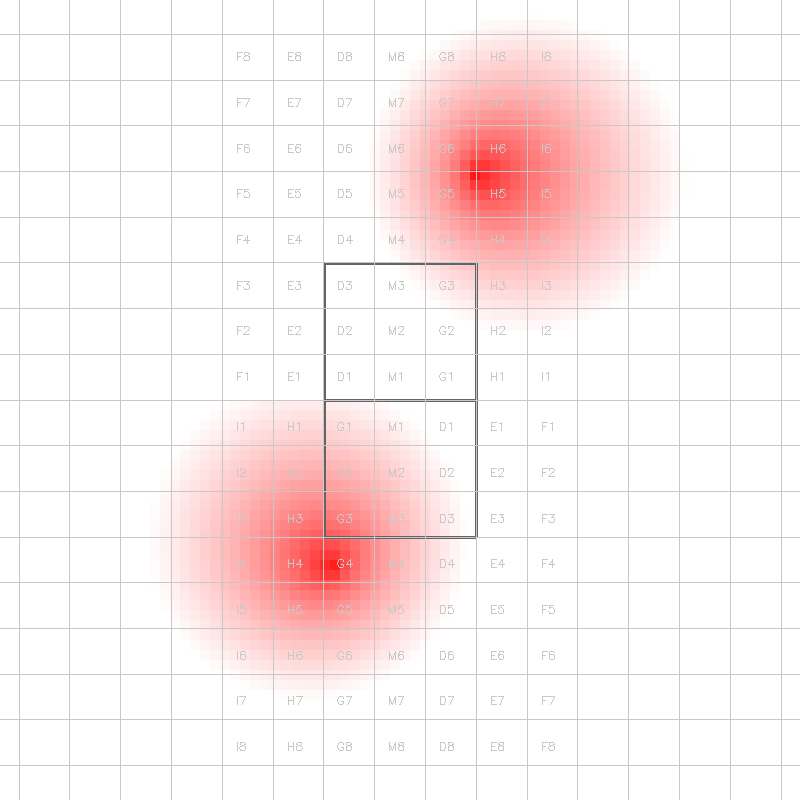 F8 E8 D8 M8 G8 H8 I8
F7 E7 D7 M7 G7 H7 I7
F6 E6 D6 M6 G6 H6 I6
F5 E5 D5 M5 G5 H5 I5
F4 E4 D4 M4 G4 H4 I4
F3 E3 D3 M3 G3 H3 I3
F2 E2 D2 M2 G2 H2 I2
F1 E1 D1 M1 G1 H1 I1
I1 H1 G1 M1 D1 E1 F1
I2 H2 G2 M2 D2 E2 F2
H3 G3 M3 D3 E3 F3
H4 G4 M4 D4 E4 F4
I5 H5 G5 M5 D5 E5 F5
I6 H6 G6 M6 D6 E6 F6
I7 H7 G7 M7 D7 E7 F7
I8 H8 G8 M8 D8 E8 F8